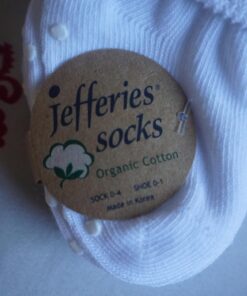 Jefferies®
socks
Organic Cotton
SOCK 0-4 SHOE 0-1
Made in Korea